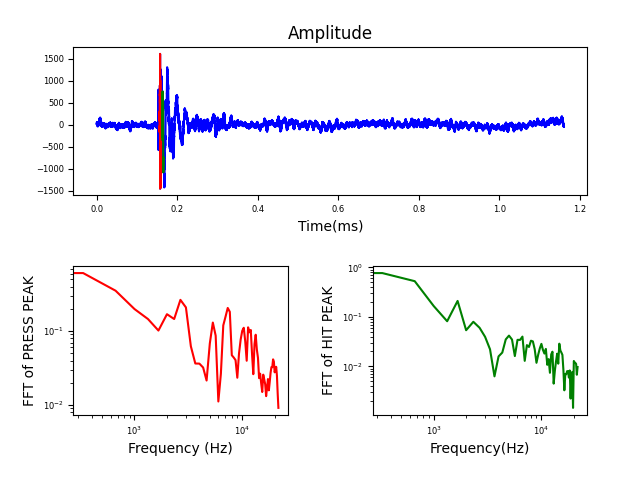 Amplitude
1500
1000
500
0
−500
−1000
−1500
0.0 0.2 0.4 0.6 0.8 1.0 1.2
Time(ms)
FFT of PRESS PEAK
10⁻¹
10⁻²
10³ 10⁴
Frequency (Hz)
FFT of HIT PEAK
10⁰
10⁻¹
10⁻²
10³ 10⁴
Frequency(Hz)